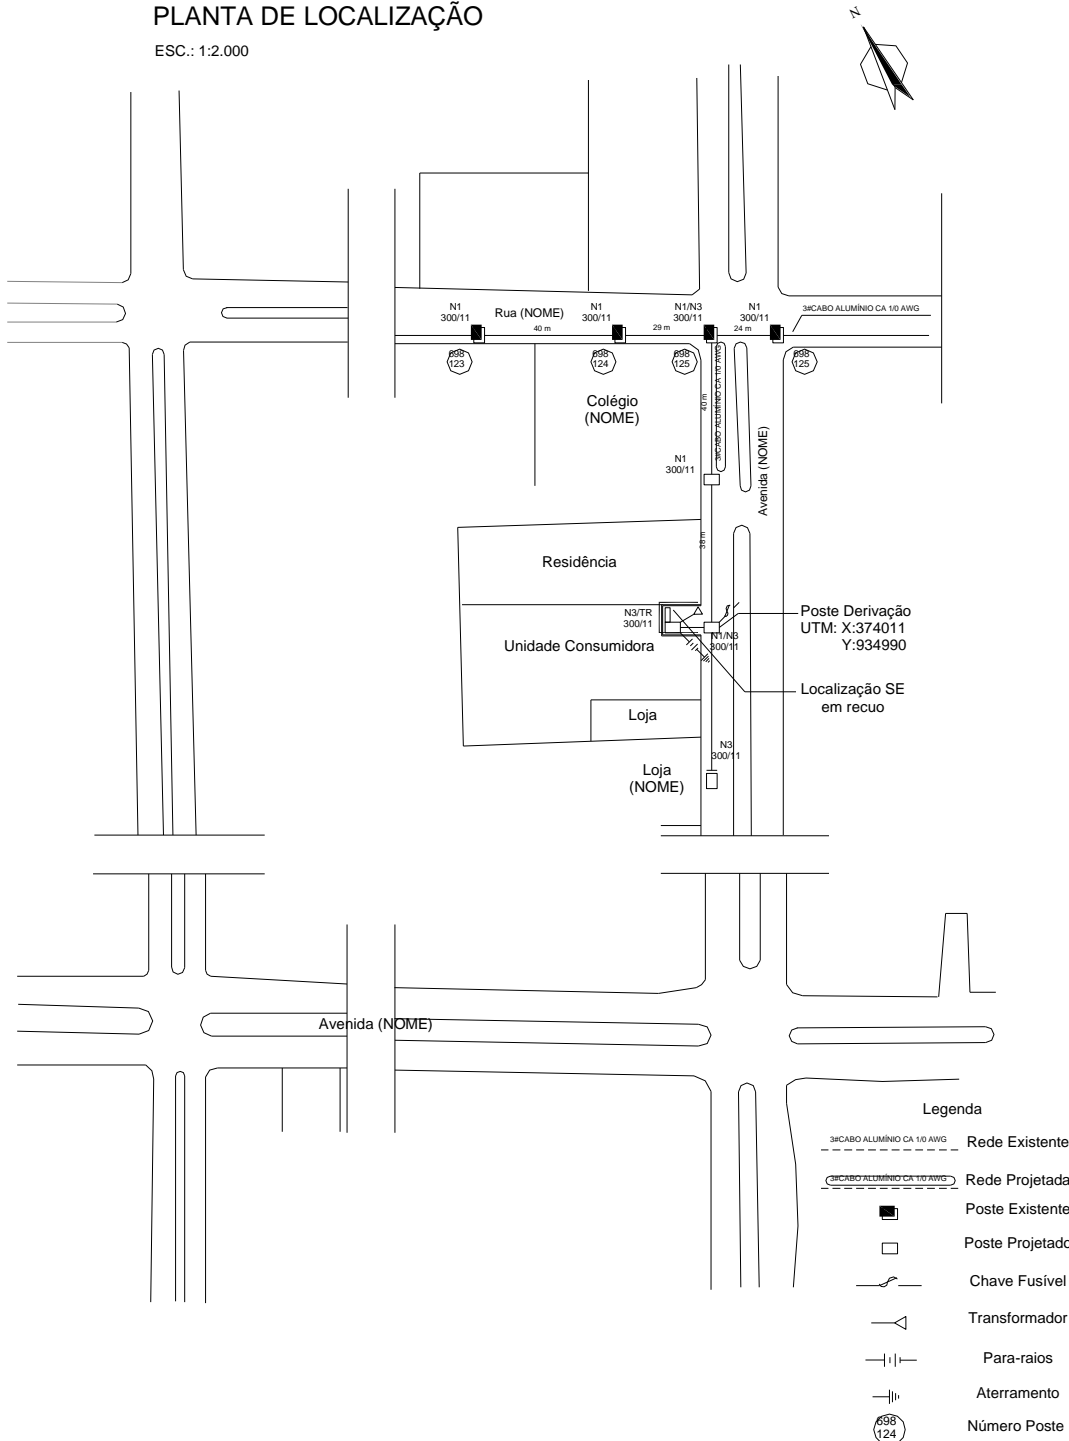 PLANTA DE LOCALIZAÇÃO
ESC.: 1:2.000
N
N1
300/11
Rua (NOME)
40 m
N1
300/11
29 m
N1/N3
300/11
24 m
N1
300/11
3#CABO ALUMÍNIO CA 1/0 AWG
698
123
698
124
698
125
698
125
3#CABO ALUMÍNIO CA 1/0 AWG
40 m
Colégio
(NOME)
Avenida (NOME)
N1
300/11
38 m
Residência
N3/TR
300/11
Poste Derivação
UTM: X:374011
Y:934990
N1/N3
300/11
Unidade Consumidora
Localização SE
em recuo
Loja
N3
300/11
Loja
(NOME)
Avenida (NOME)
Legenda
3#CABO ALUMÍNIO CA 1/0 AWG Rede Existente
3#CABO ALUMÍNIO CA 1/0 AWG Rede Projetada
Poste Existente
Poste Projetado
Chave Fusível
Transformador
Para-raios
Aterramento
698
124
Número Poste